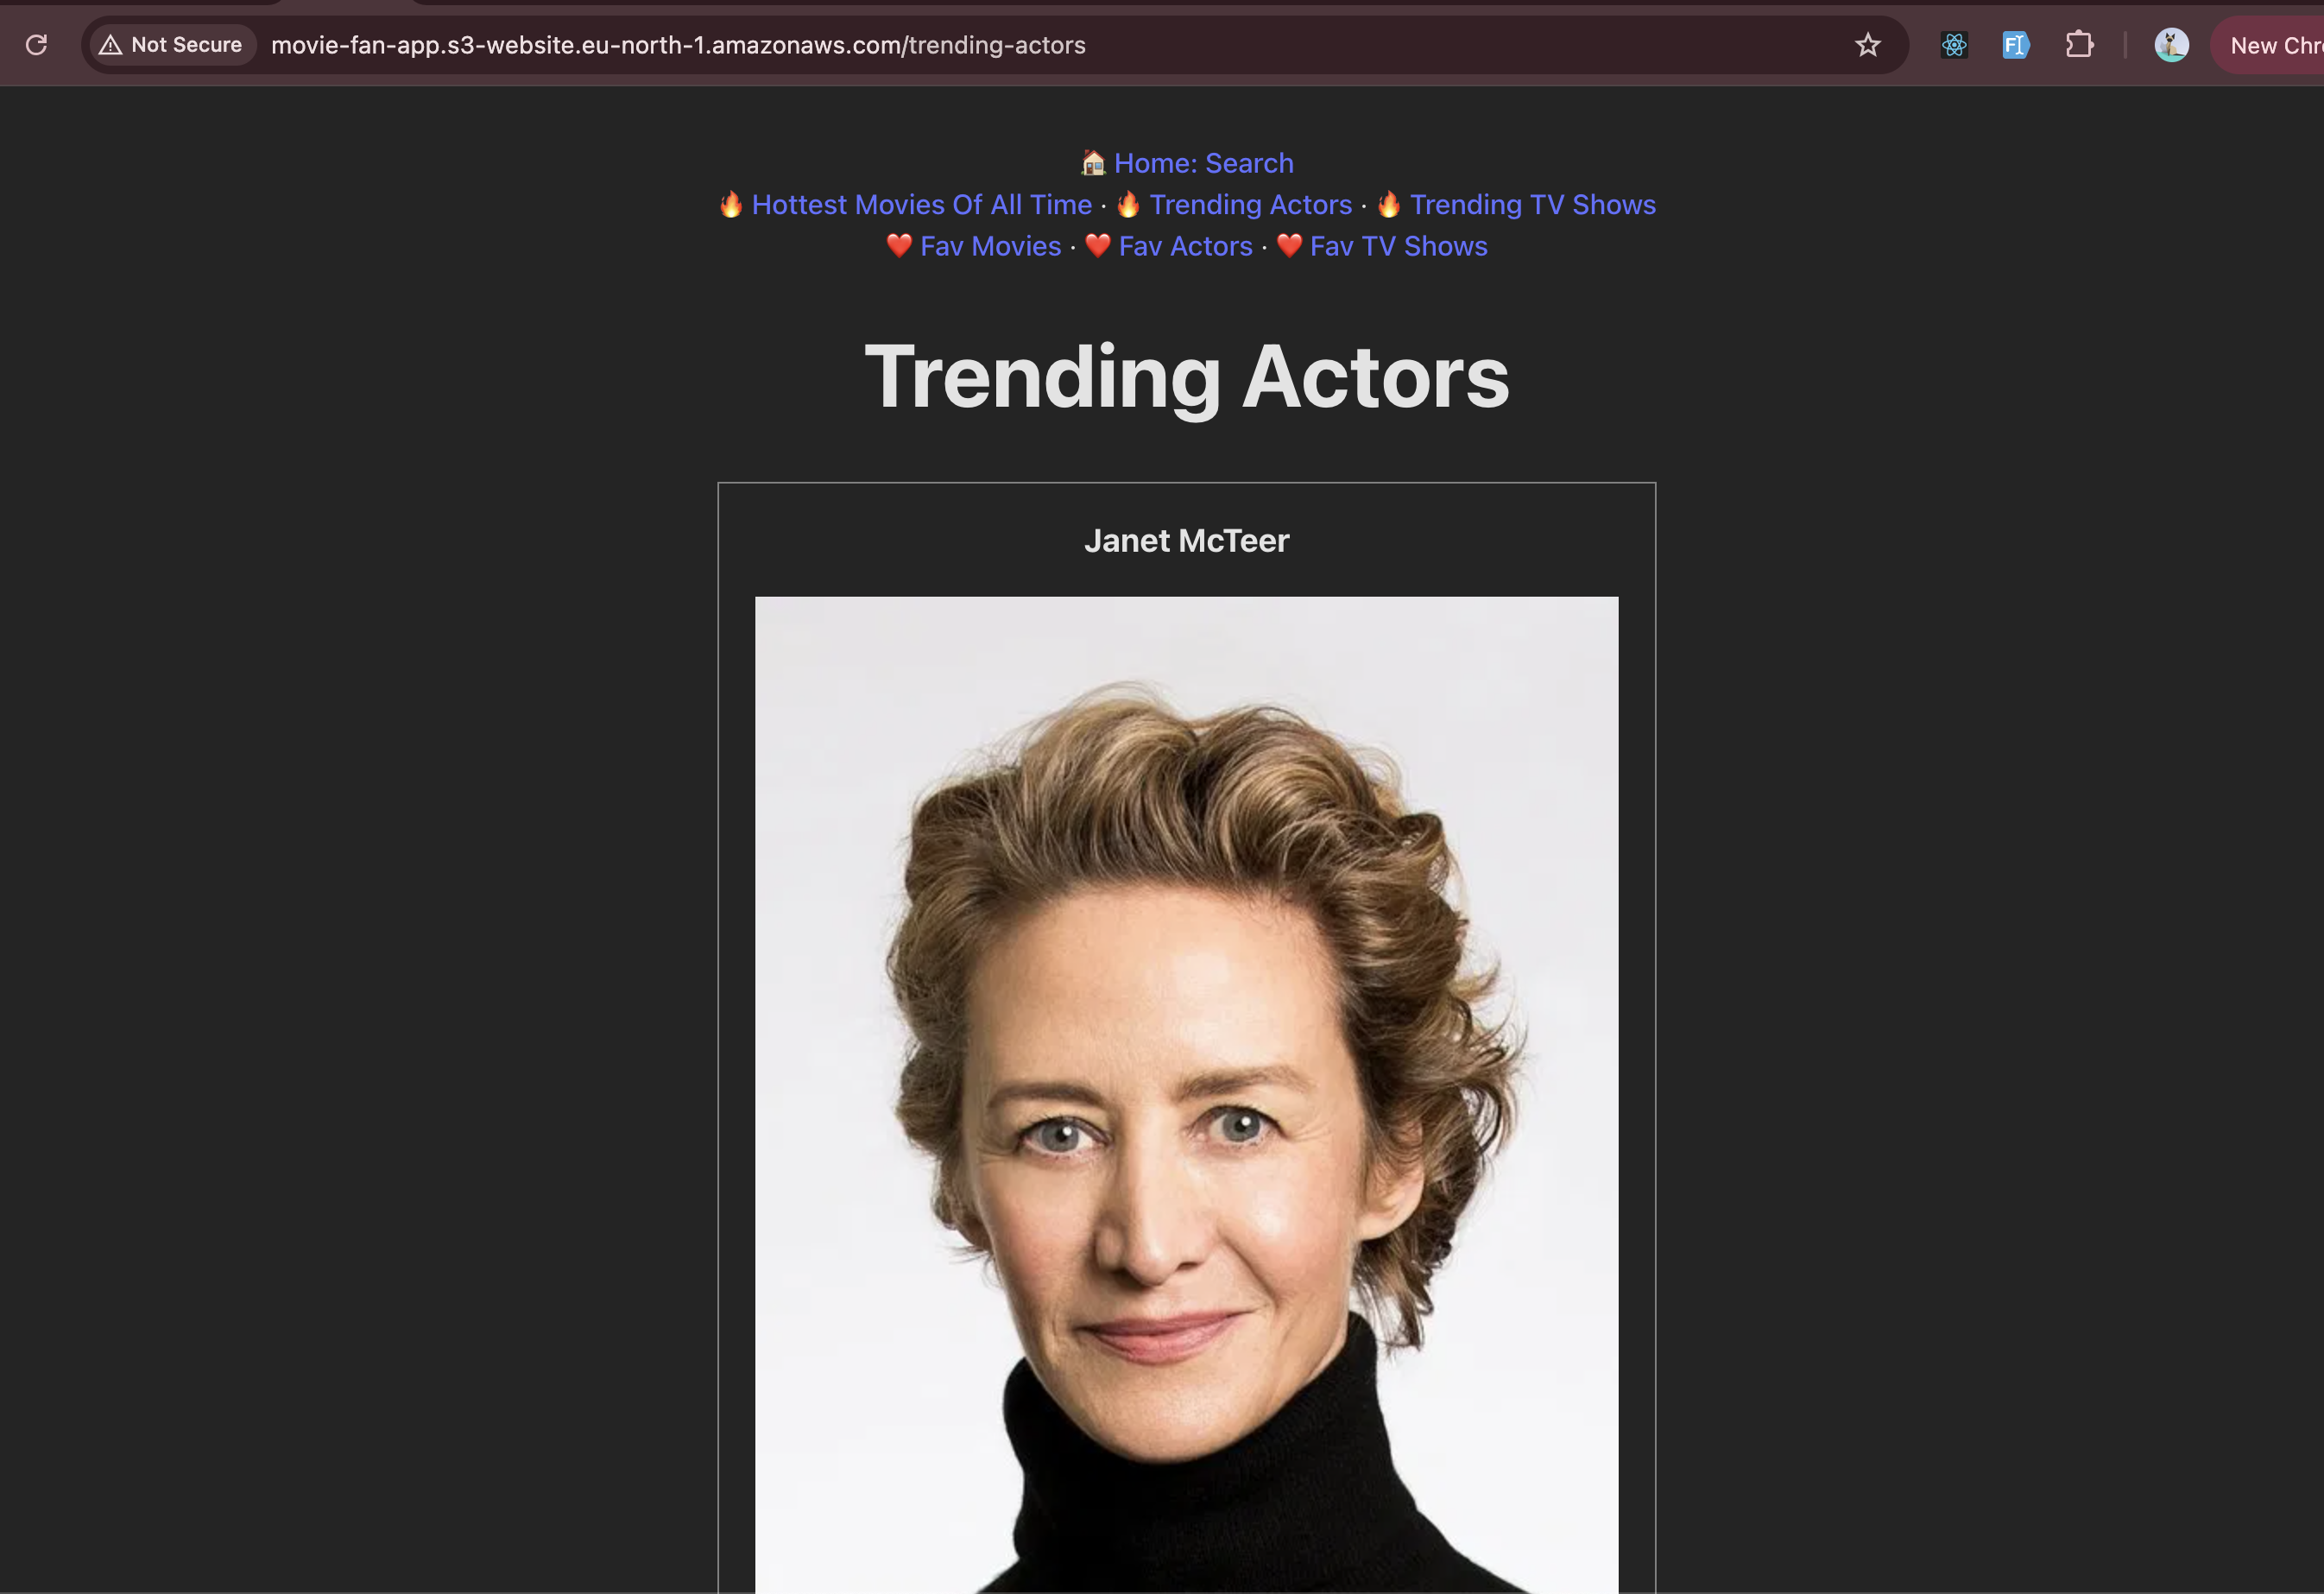 Not Secure movie-fan-app.s3-website.eu-north-1.amazonaws.com/trending-actors New Chr
🏠 Home: Search
🔥 Hottest Movies Of All Time · 🔥 Trending Actors · 🔥 Trending TV Shows
❤️ Fav Movies · ❤️ Fav Actors · ❤️ Fav TV Shows
Trending Actors
Janet McTeer